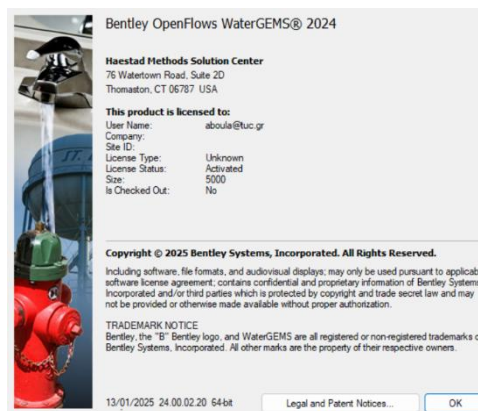 Bentley OpenFlows WaterGEMS® 2024
Haestad Methods Solution Center
76 Watertown Road, Suite 2D
Thomaston, CT 06787 USA
This product is licensed to:
User Name: aboula@tuc.gr
Company:
Site ID:
License Type: Unknown
License Status: Activated
Size: 5000
Is Checked Out: No
Copyright © 2025 Bentley Systems, Incorporated. All Rights Reserved.
Including software, file formats, and audiovisual displays; may only be used pursuant to applicab
software license agreement; contains confidential and proprietary information of Bentley Systems
Incorporated and/or third parties which is protected by copyright and trade secret law and may
not be provided or otherwise made available without proper authorization.
TRADEMARK NOTICE
Bentley, the "B" Bentley logo, and WaterGEMS are all registered or non-registered trademarks o
Bentley Systems, Incorporated. All other marks are the property of their respective owners.
13/01/2025 24.00.02.20 64-bit Legal and Patent Notices... OK